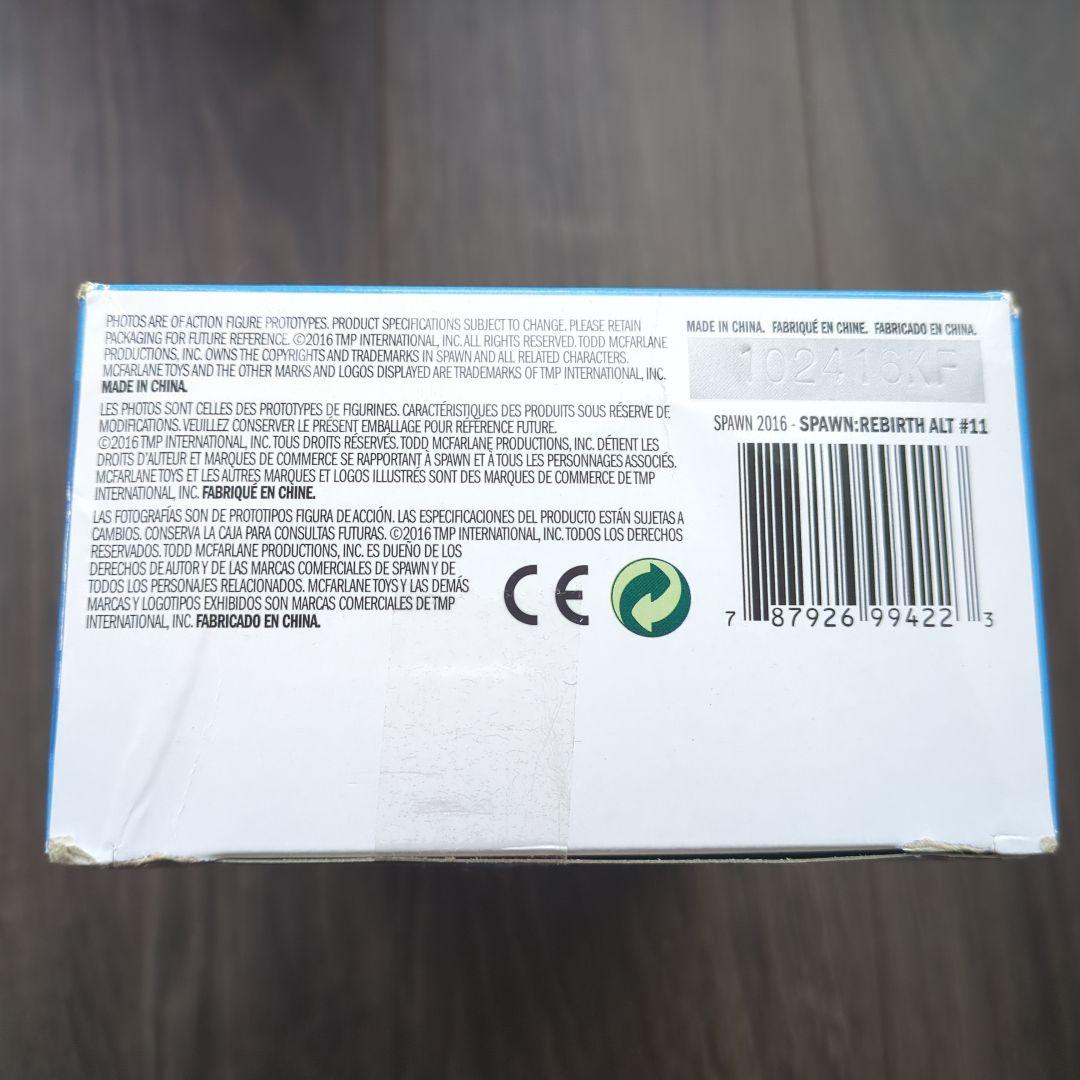 PHOTOS ARE OF ACTION FIGURE PROTOTYPES. PRODUCT SPECIFICATIONS SUBJECT TO CHANGE. PLEASE RETAIN
PACKAGING FOR FUTURE REFERENCE. ©2016 TMP INTERNATIONAL, INC. ALL RIGHTS RESERVED. TODD MCFARLANE
PRODUCTIONS, INC. OWNS THE COPYRIGHTS AND TRADEMARKS IN SPAWN AND ALL RELATED CHARACTERS.
MCFARLANE TOYS AND THE OTHER MARKS AND LOGOS DISPLAYED ARE TRADEMARKS OF TMP INTERNATIONAL, INC.
MADE IN CHINA.
LES PHOTOS SONT CELLES DES PROTOTYPES DE FIGURINES. CARACTÉRISTIQUES DES PRODUITS SOUS RÉSERVE DE
MODIFICATIONS. VEUILLEZ CONSERVER LE PRÉSENT EMBALLAGE POUR RÉFÉRENCE FUTURE.
©2016 TMP INTERNATIONAL, INC. TOUS DROITS RÉSERVÉS. TODD MCFARLANE PRODUCTIONS, INC. DÉTIENT LES
DROITS D'AUTEUR ET MARQUES DE COMMERCE SE RAPPORTANT À SPAWN ET À TOUS LES PERSONNAGES ASSOCIÉS.
MCFARLANE TOYS ET LES AUTRES MARQUES ET LOGOS ILLUSTRÉS SONT DES MARQUES DE COMMERCE DE TMP
INTERNATIONAL, INC. FABRIQUÉ EN CHINE.
LAS FOTOGRAFÍAS SON DE PROTOTIPOS FIGURA DE ACCIÓN. LAS ESPECIFICACIONES DEL PRODUCTO ESTÁN SUJETAS A
CAMBIOS. CONSERVA LA CAJA PARA CONSULTAS FUTURAS. ©2016 TMP INTERNATIONAL, INC. TODOS LOS DERECHOS
RESERVADOS. TODD MCFARLANE PRODUCTIONS, INC. ES DUEÑO DE LOS
DERECHOS DE AUTOR Y DE LAS MARCAS COMERCIALES DE SPAWN Y DE
TODOS LOS PERSONAJES RELACIONADOS. MCFARLANE TOYS Y LAS DEMÁS
MARCAS Y LOGOTIPOS EXHIBIDOS SON MARCAS COMERCIALES DE TMP
INTERNATIONAL, INC. FABRICADO EN CHINA.
CE
MADE IN CHINA. FABRIQUÉ EN CHINE. FABRICADO EN CHINA.
102416KF
SPAWN 2016 - SPAWN:REBIRTH ALT #11
7 87926 99422 3